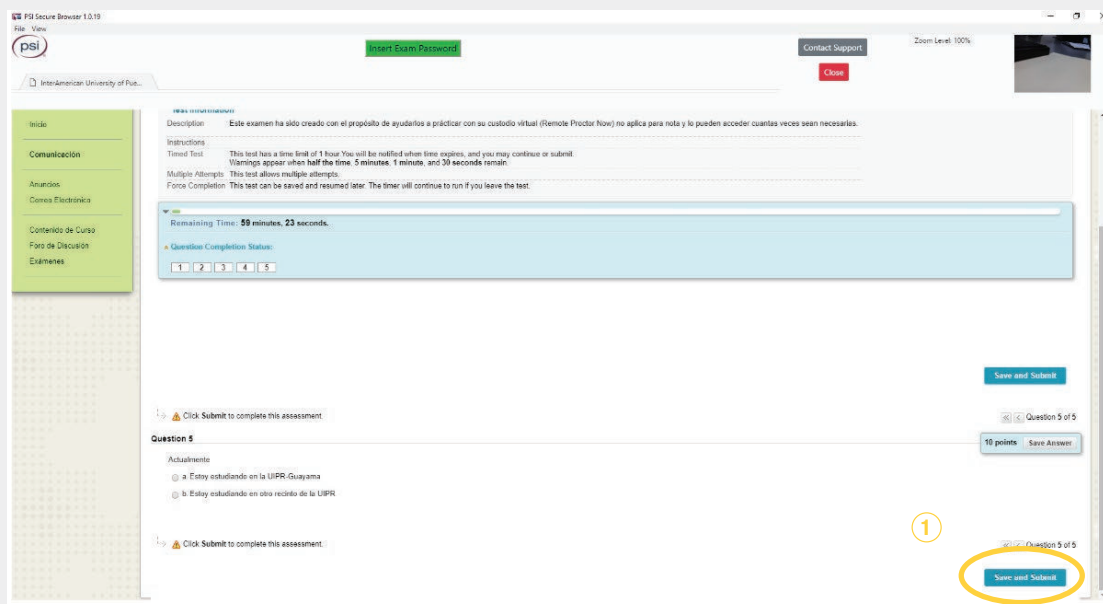 PSI Secure Browser 1.0.19
File View
psi
Insert Exam Password
Contact Support
Zoom Level: 100%
Close
InterAmerican University of Pue...
Test Information
Inicio
Description Este examen ha sido creado con el propósito de ayudarlos a prácticar con su custodio virtual (Remote Proctor Now) no aplica para nota y lo pueden acceder cuantas veces sean necesarias.
Instructions
Comunicación
Timed Test This test has a time limit of 1 hour.You will be notified when time expires, and you may continue or submit.
Warnings appear when half the time, 5 minutes, 1 minute, and 30 seconds remain.
Multiple Attempts This test allows multiple attempts.
Force Completion This test can be saved and resumed later. The timer will continue to run if you leave the test.
Anuncios
Correo Electrónico
Contenido de Curso
Foro de Discusión
Exámenes
Remaining Time: 59 minutes, 23 seconds.
Question Completion Status:
1 2 3 4 5
Save and Submit
Click Submit to complete this assessment.
Question 5 of 5
Question 5
10 points Save Answer
Actualmente
a. Estoy estudiando en la UIPR-Guayama
b. Estoy estudiando en otro recinto de la UIPR
1
Click Submit to complete this assessment.
Question 5 of 5
Save and Submit